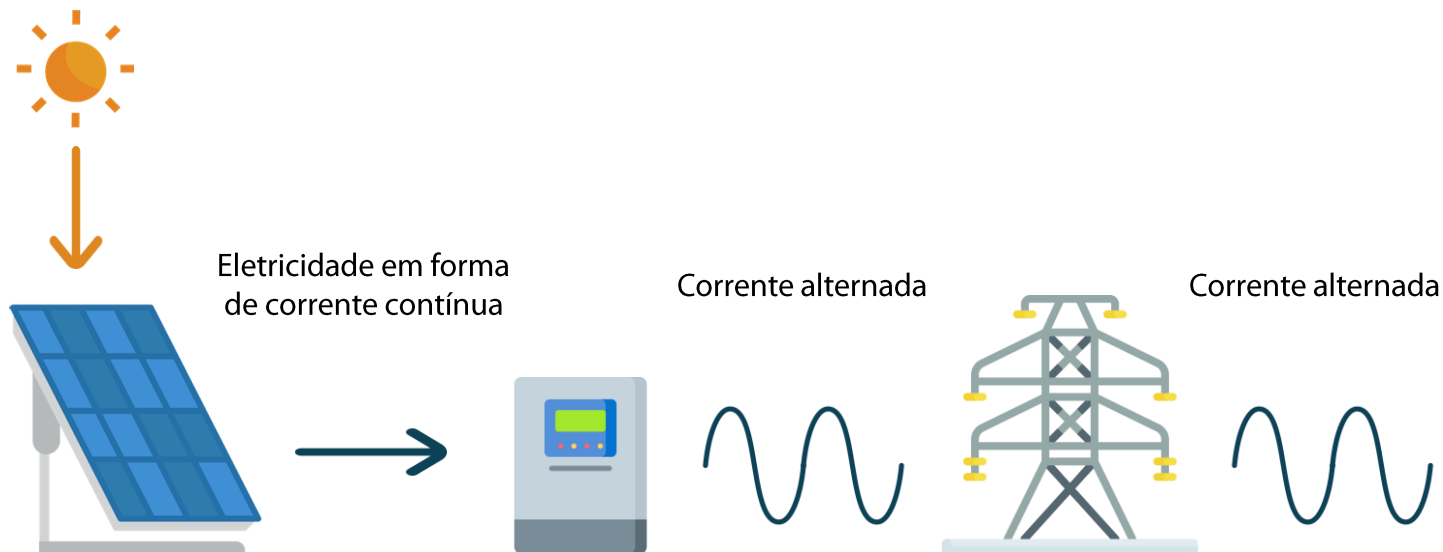 Eletricidade em forma
de corrente contínua
Corrente alternada
Corrente alternada